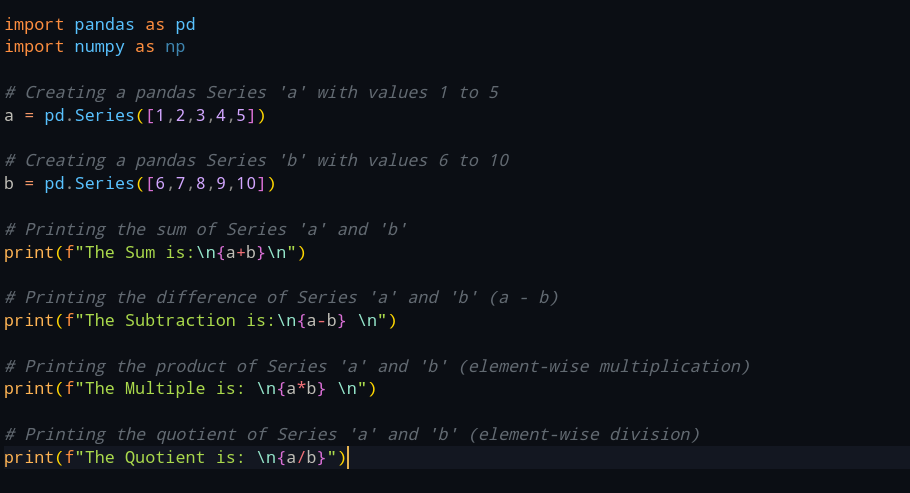 import pandas as pd
import numpy as np
# Creating a pandas Series 'a' with values 1 to 5
a = pd.Series([1,2,3,4,5])
# Creating a pandas Series 'b' with values 6 to 10
b = pd.Series([6,7,8,9,10])
# Printing the sum of Series 'a' and 'b'
print(f"The Sum is:\n{a+b}\n")
# Printing the difference of Series 'a' and 'b' (a - b)
print(f"The Subtraction is:\n{a-b} \n")
# Printing the product of Series 'a' and 'b' (element-wise multiplication)
print(f"The Multiple is: \n{a*b} \n")
# Printing the quotient of Series 'a' and 'b' (element-wise division)
print(f"The Quotient is: \n{a/b}")